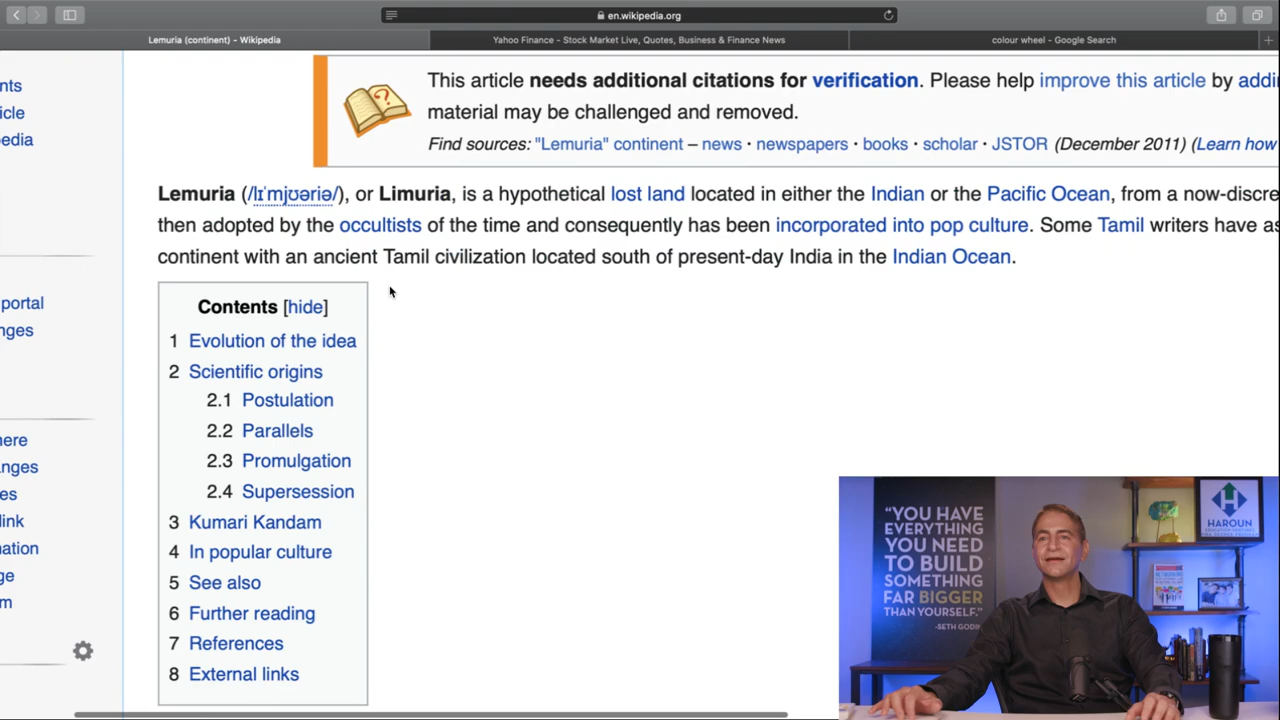 en.wikipedia.org
Lemuria (continent) - Wikipedia
Yahoo Finance - Stock Market Live, Quotes, Business & Finance News
colour wheel - Google Search
nts
icle
pedia
portal
nges
here
anges
es
link
nation
ge
m
This article needs additional citations for verification. Please help improve this article by addi
material may be challenged and removed.
Find sources: "Lemuria" continent – news · newspapers · books · scholar · JSTOR (December 2011) (Learn how
Lemuria (/lɪˈmjʊəriə/), or Limuria, is a hypothetical lost land located in either the Indian or the Pacific Ocean, from a now-discre
then adopted by the occultists of the time and consequently has been incorporated into pop culture. Some Tamil writers have as
continent with an ancient Tamil civilization located south of present-day India in the Indian Ocean.
Contents [hide]
1 Evolution of the idea
2 Scientific origins
2.1 Postulation
2.2 Parallels
2.3 Promulgation
2.4 Supersession
3 Kumari Kandam
4 In popular culture
5 See also
6 Further reading
7 References
8 External links
"YOU HAVE
EVERYTHING
YOU NEED
TO BUILD
SOMETHING
FAR BIGGER
THAN YOURSELF."
-SETH GODIN
HAROUN